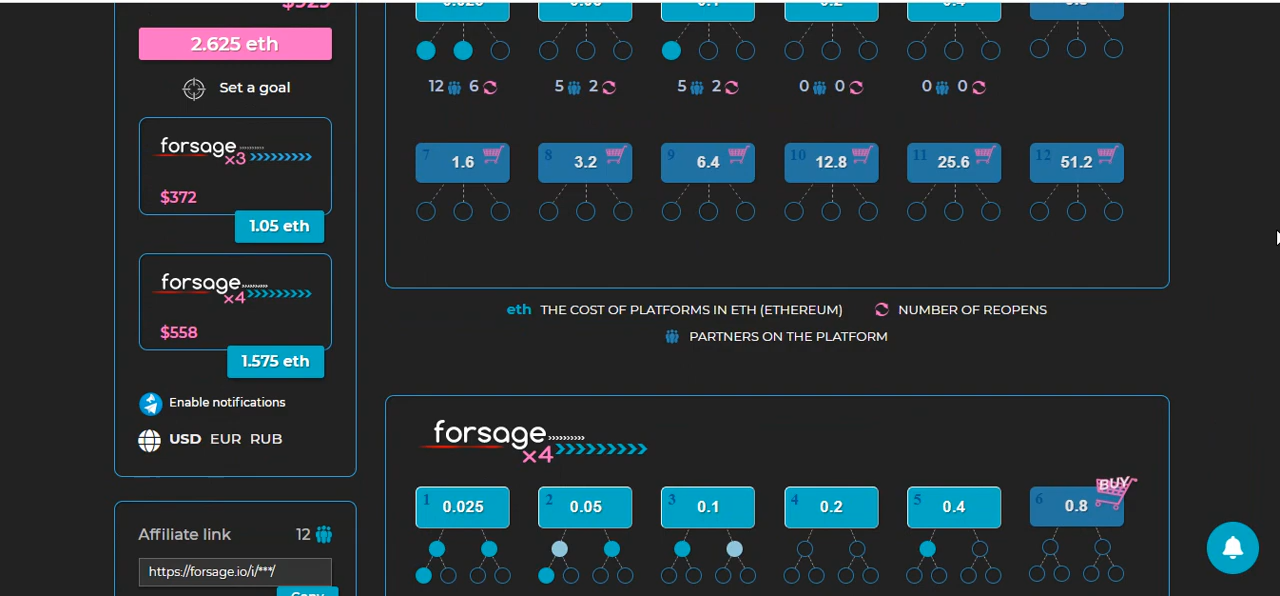 2.625 eth
Set a goal
forsage
x3
$372
1.05 eth
forsage
x4
$558
1.575 eth
Enable notifications
USD EUR RUB
Affiliate link 12
https://forsage.io/i/***/
Copy
12 6 5 2 5 2 0 0 0 0
7 1.6 8 3.2 9 6.4 10 12.8 11 25.6 12 51.2
eth THE COST OF PLATFORMS IN ETH (ETHEREUM) NUMBER OF REOPENS
PARTNERS ON THE PLATFORM
forsage
x4
BUY
1 0.025 2 0.05 3 0.1 4 0.2 5 0.4 6 0.8